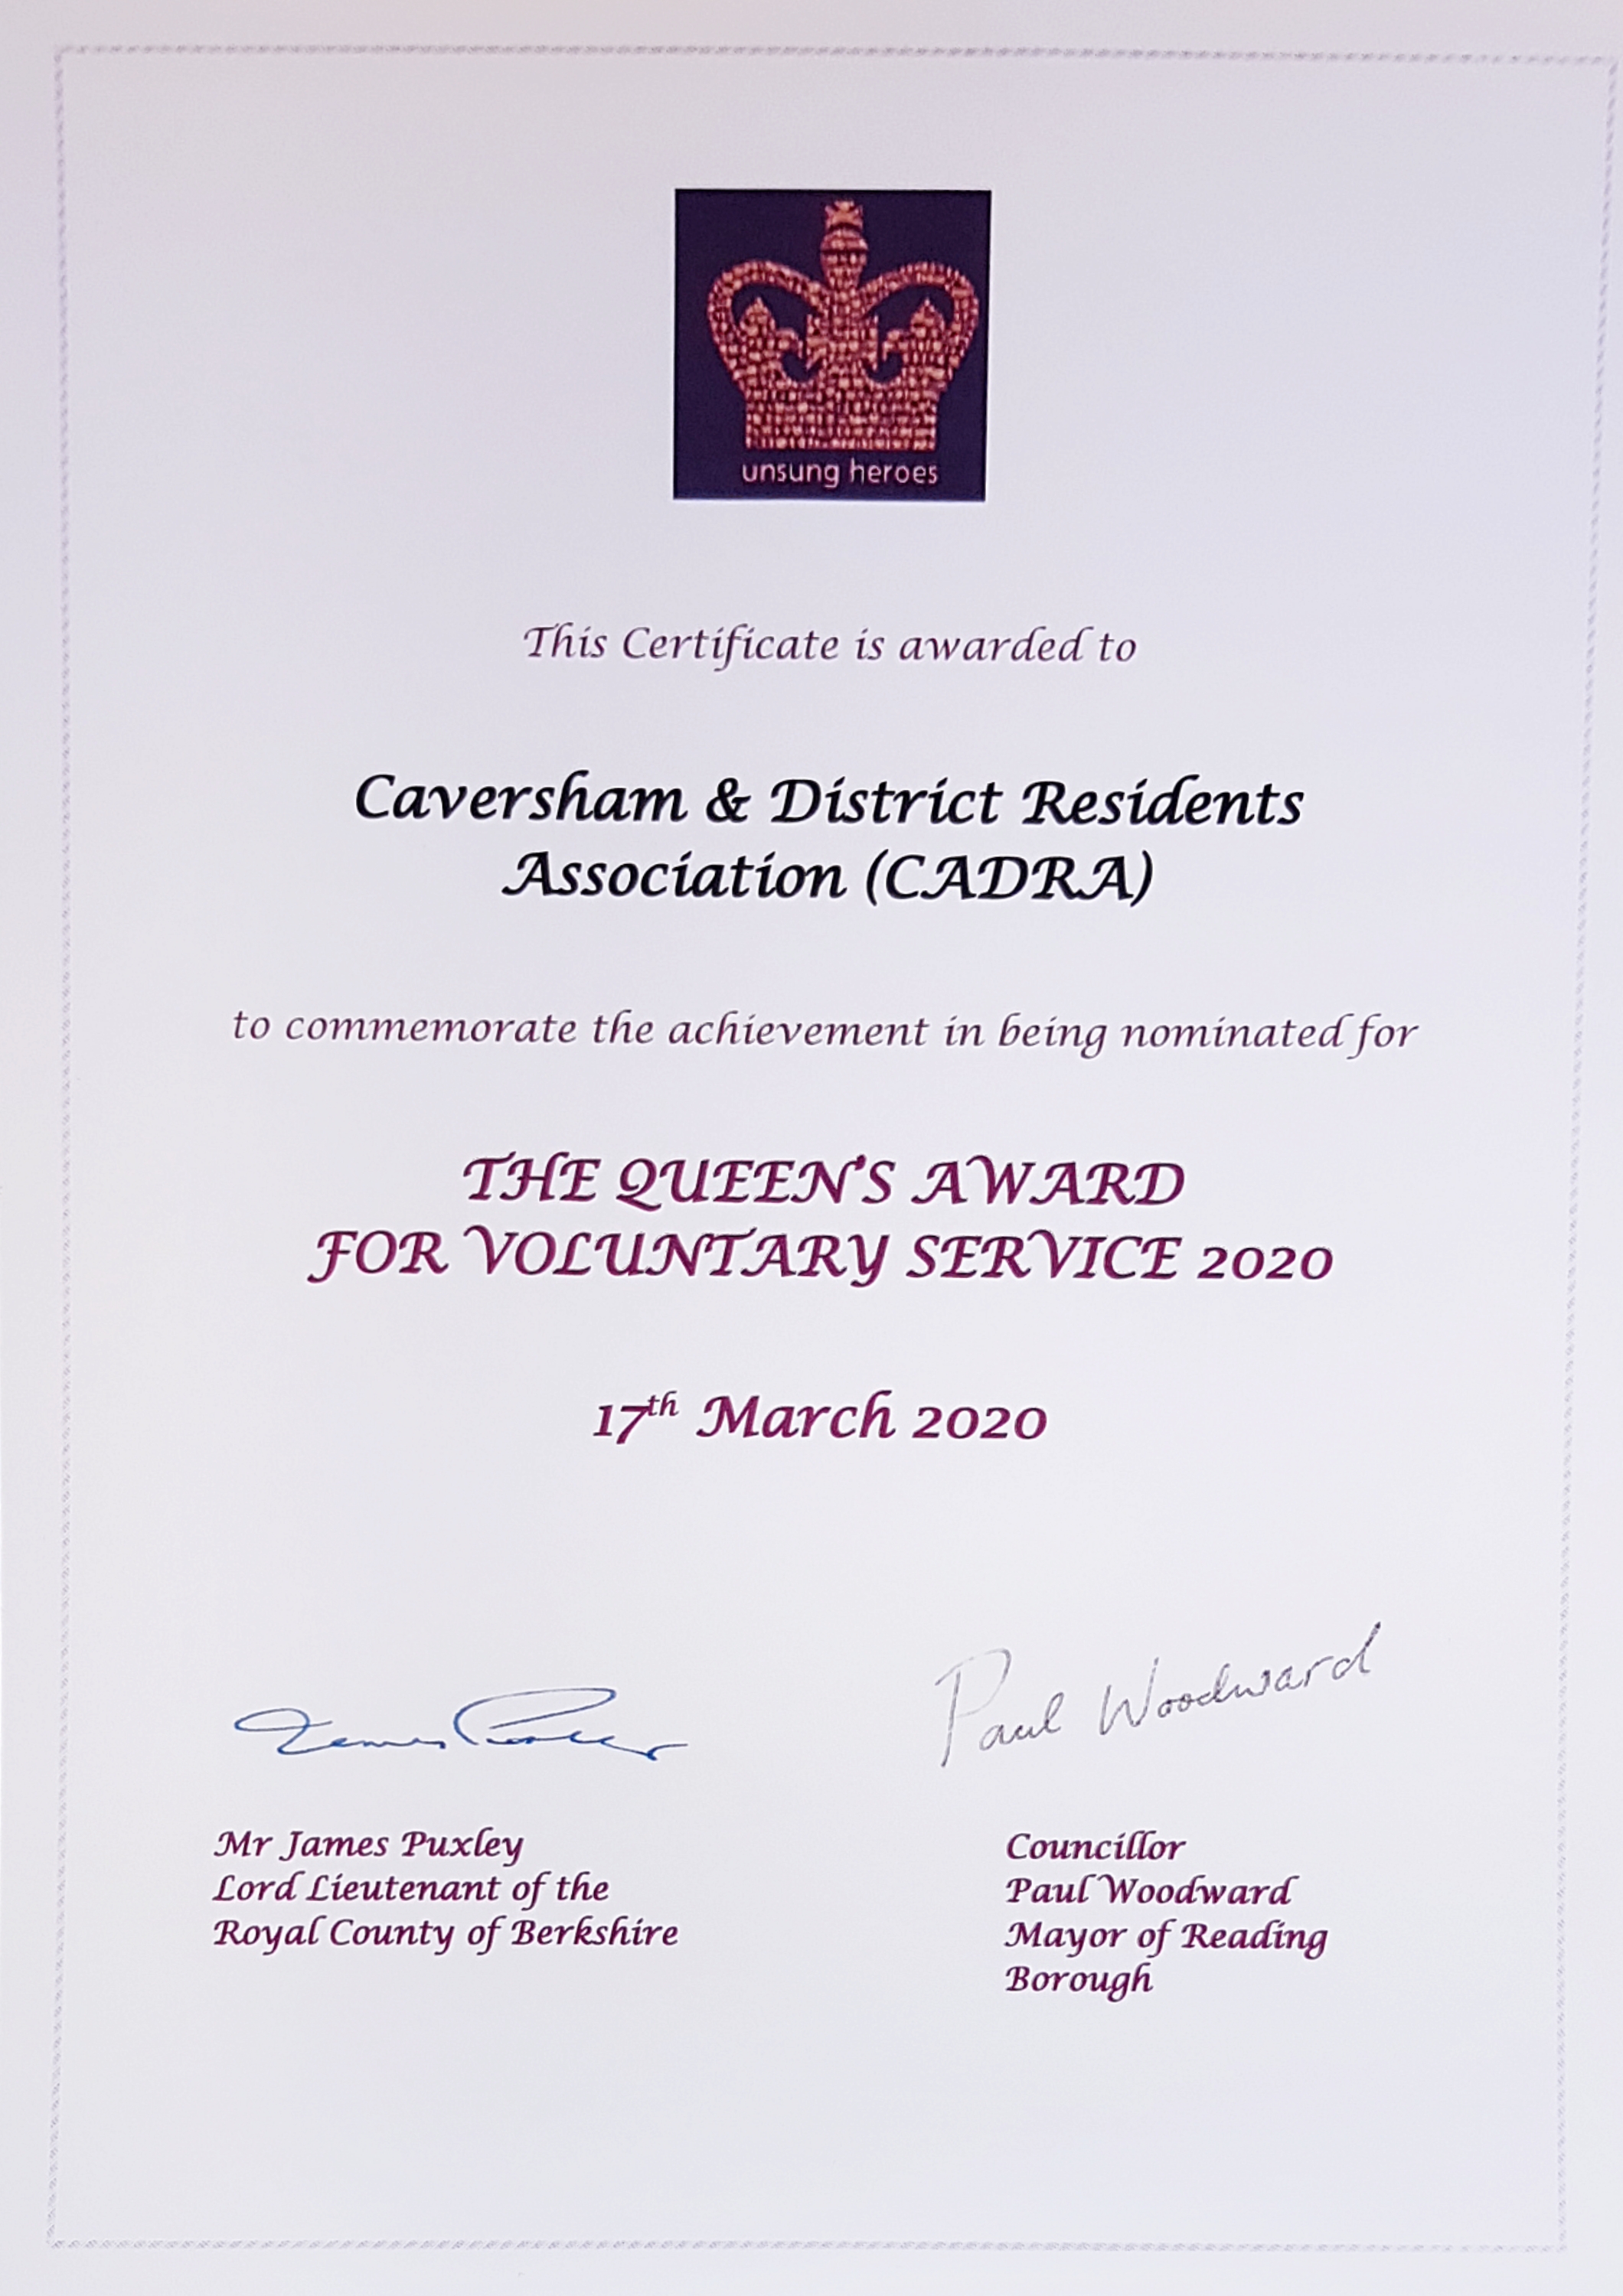 unsung heroes
This Certificate is awarded to
Caversham & District Residents
Association (CADRA)
to commemorate the achievement in being nominated for
THE QUEEN'S AWARD
FOR VOLUNTARY SERVICE 2020
17th March 2020
James Puxley
Paul Woodward
Mr James Puxley
Lord Lieutenant of the
Royal County of Berkshire
Councillor
Paul Woodward
Mayor of Reading
Borough